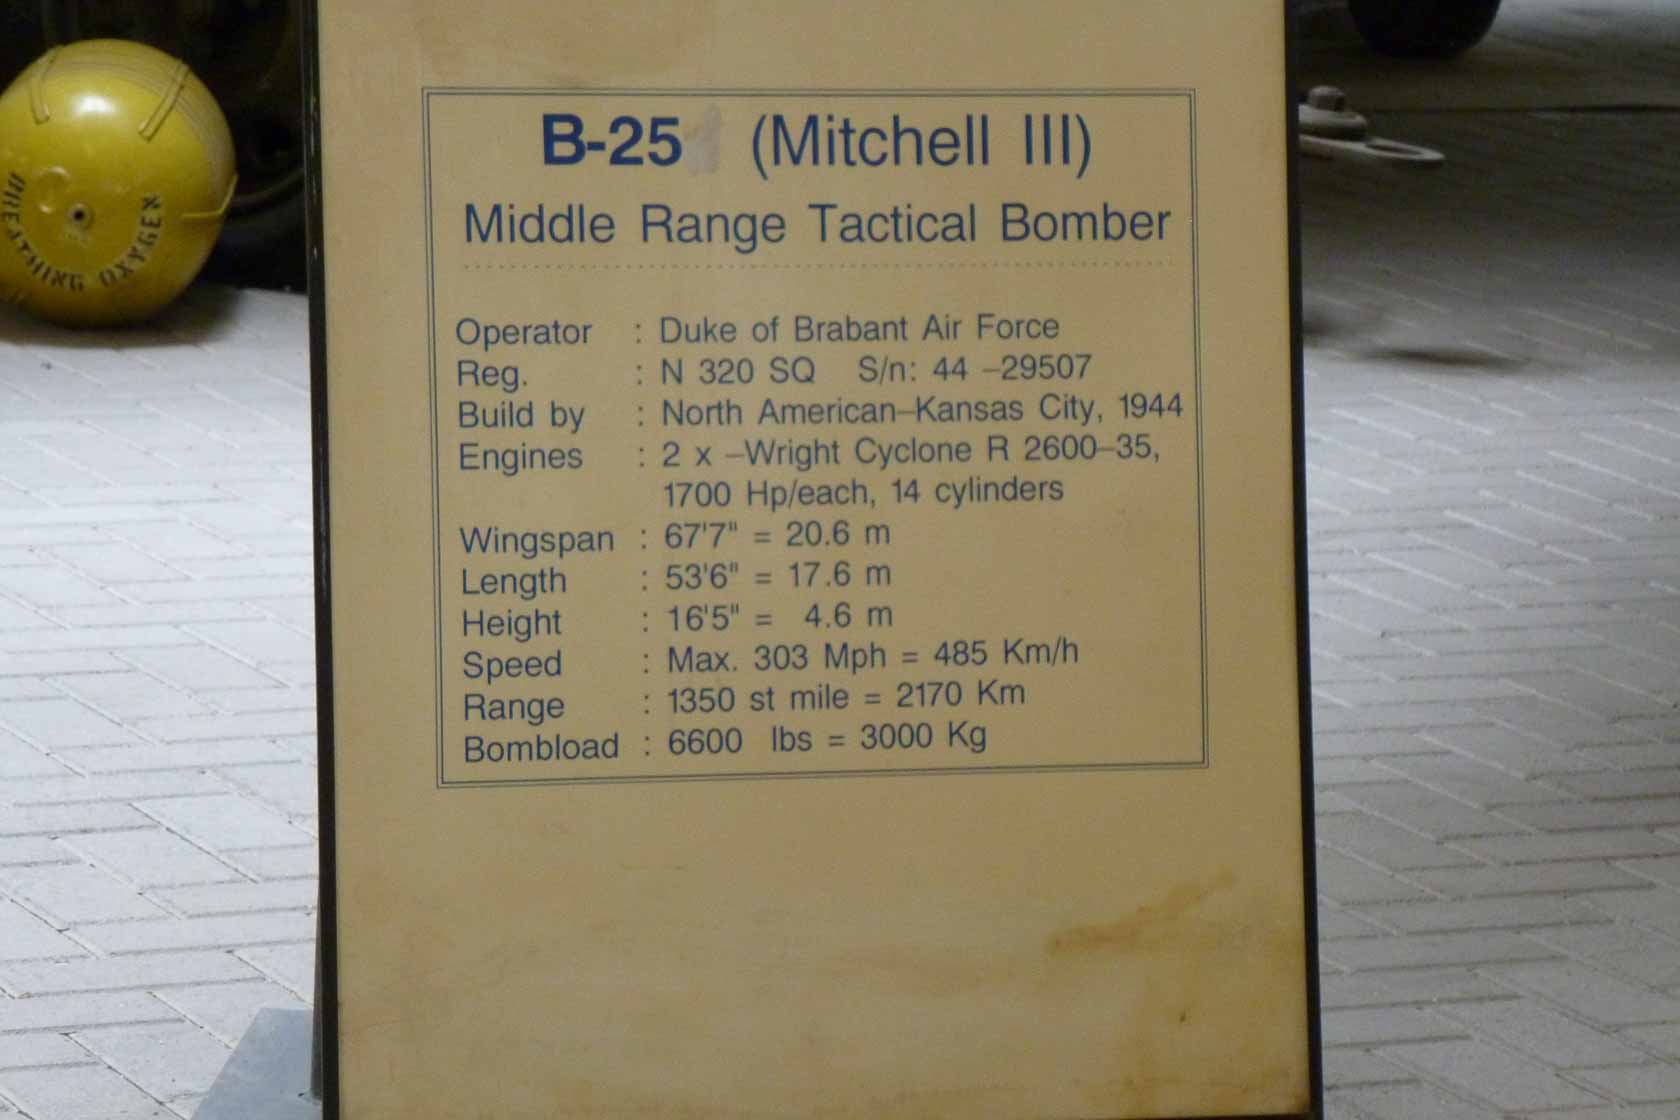 B-25 (Mitchell III)
Middle Range Tactical Bomber
Operator : Duke of Brabant Air Force
Reg. : N 320 SQ S/n: 44 –29507
Build by : North American–Kansas City, 1944
Engines : 2 x –Wright Cyclone R 2600–35,
1700 Hp/each, 14 cylinders
Wingspan : 67'7" = 20.6 m
Length : 53'6" = 17.6 m
Height : 16'5" = 4.6 m
Speed : Max. 303 Mph = 485 Km/h
Range : 1350 st mile = 2170 Km
Bombload : 6600 lbs = 3000 Kg
BREATHING OXYGEN